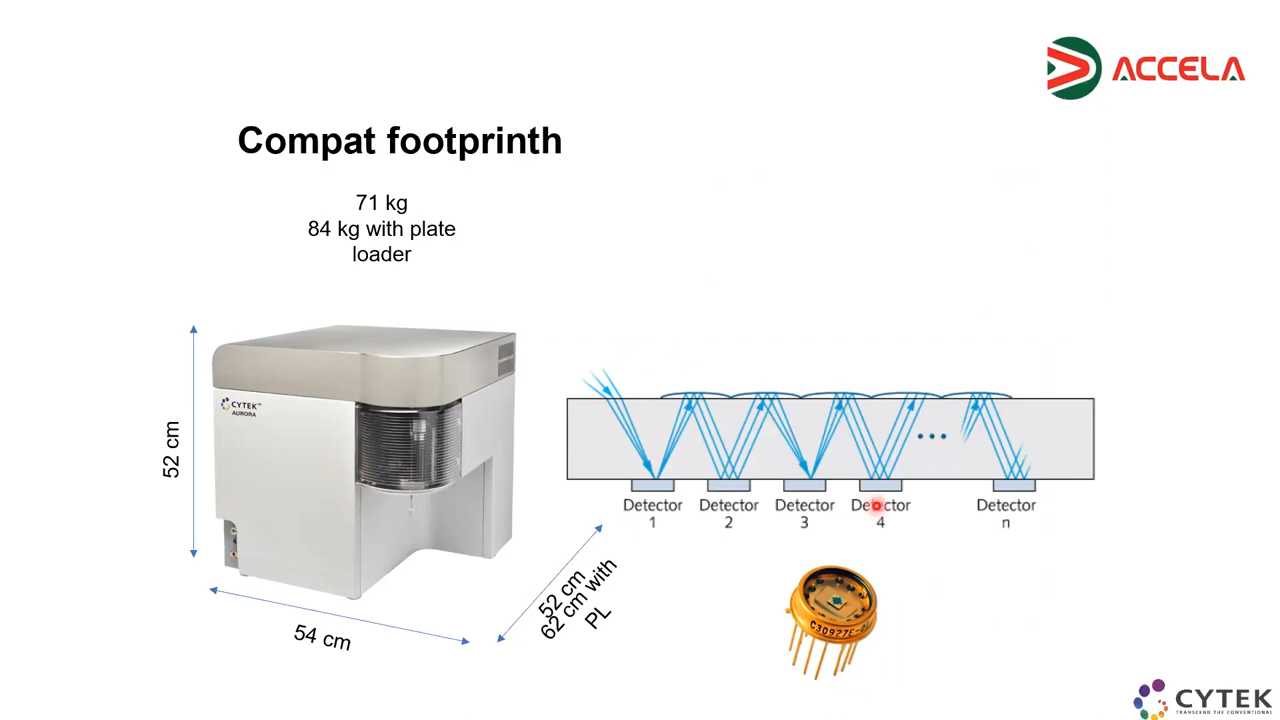 ACCELA
Compat footprinth
71 kg
84 kg with plate
loader
CYTEK™
AURORA
52 cm
54 cm
52 cm
62 cm with
PL
Detector
1
Detector
2
Detector
3
Detector
4
Detector
n
CYTEK
TRANSCEND THE CONVENTIONAL